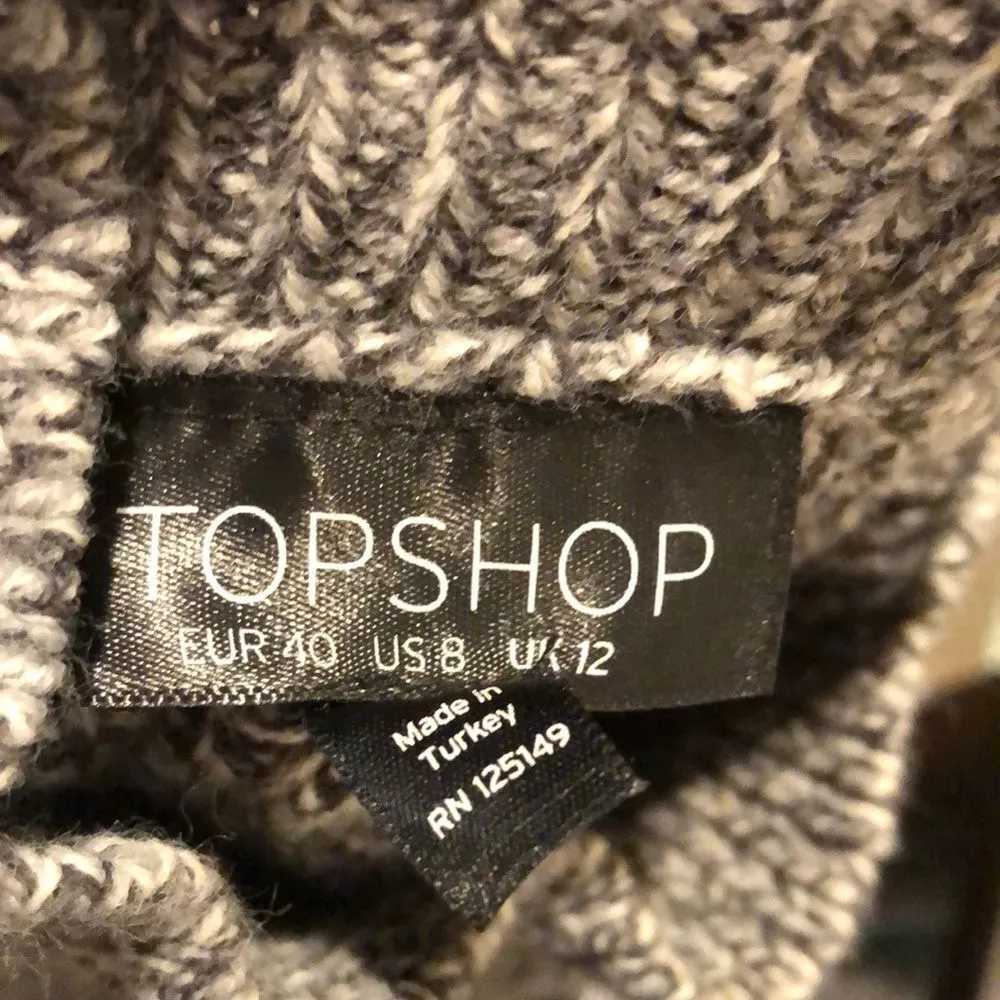 TOPSHOP
EUR 40 US 8 UK 12
Made in
Turkey
RN 125149